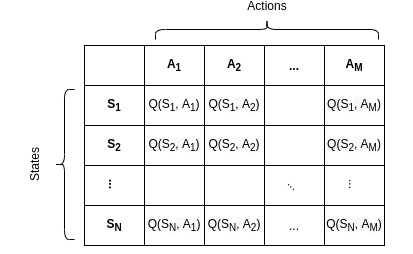 Actions
A1 A2 ... AM
States
S1 Q(S1, A1) Q(S1, A2) Q(S1, AM)
S2 Q(S2, A1) Q(S2, A2) Q(S2, AM)
⋮ ⋱ ⋮
SN Q(SN, A1) Q(SN, A2) ... Q(SN, AM)